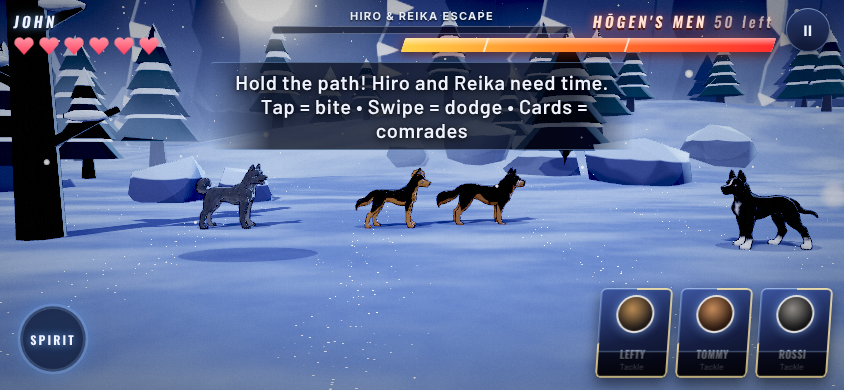 JOHN
HIRO & REIKA ESCAPE
HŌGEN'S MEN 50 left
Hold the path! Hiro and Reika need time.
Tap = bite • Swipe = dodge • Cards =
comrades
SPIRIT
LEFTY
Tackle
TOMMY
Tackle
ROSSI
Tackle